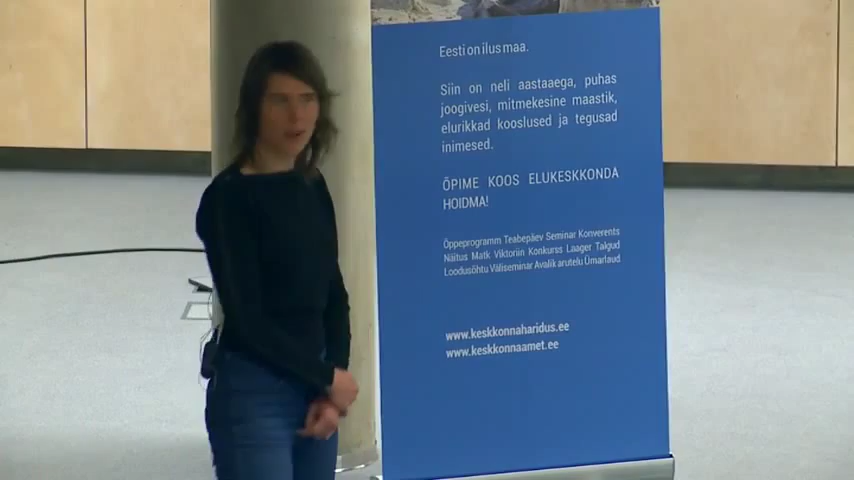 Eesti on ilus maa.
Siin on neli aastaaega, puhas
joogivesi, mitmekesine maastik,
elurikkad kooslused ja tegusad
inimesed.
ÕPIME KOOS ELUKESKKONDA
HOIDMA!
Õppeprogramm Teabepäev Seminar Konverents
Näitus Matk Viktoriin Konkurss Laager Talgud
Loodusõhtu Väliseminar Avalik arutelu Ümarlaud
www.keskkonnaharidus.ee
www.keskkonnaamet.ee